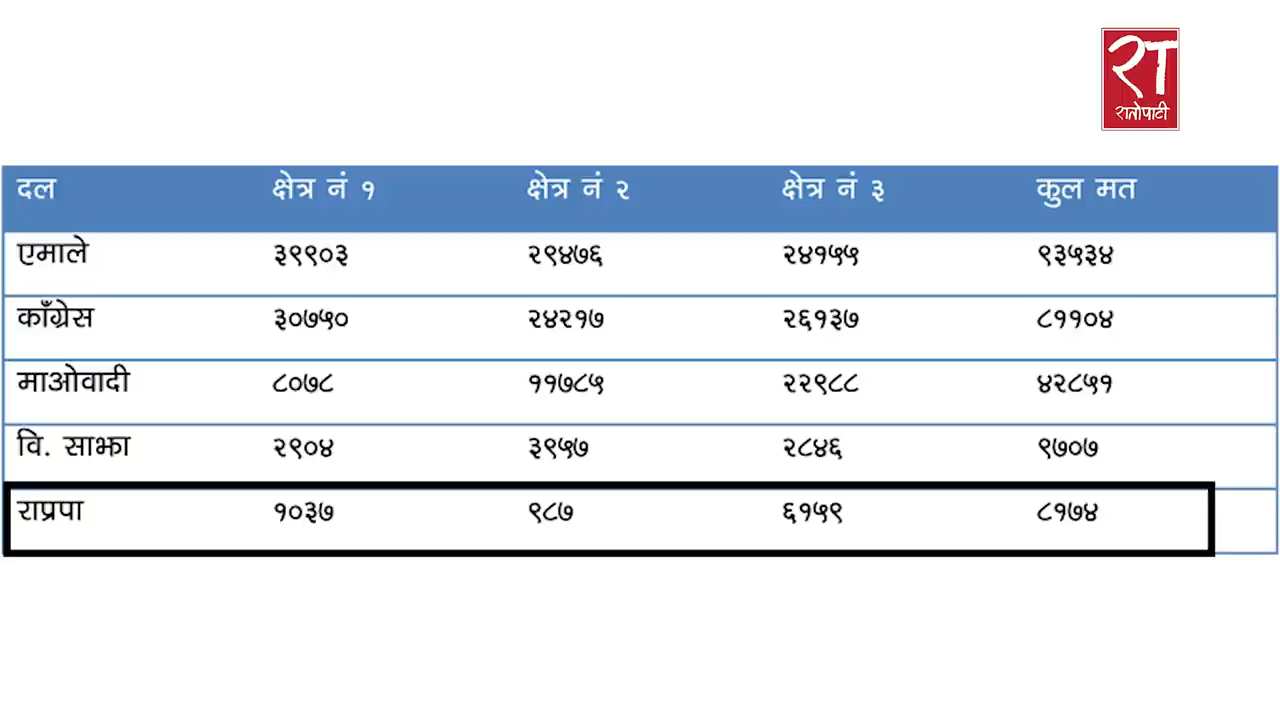 रा
रातोपाटी
दल क्षेत्र नं १ क्षेत्र नं २ क्षेत्र नं ३ कुल मत
एमाले ३९९०३ २९४७६ २४१५५ ९३५३४
काँग्रेस ३०७५० २४२१७ २६१३७ ८११०४
माओवादी ८०७८ ११७८५ २२९८८ ४२८५१
वि. साझा २९०४ ३९५७ २८४६ ९७०७
राप्रपा १०३७ ९८७ ६१५९ ८१७४